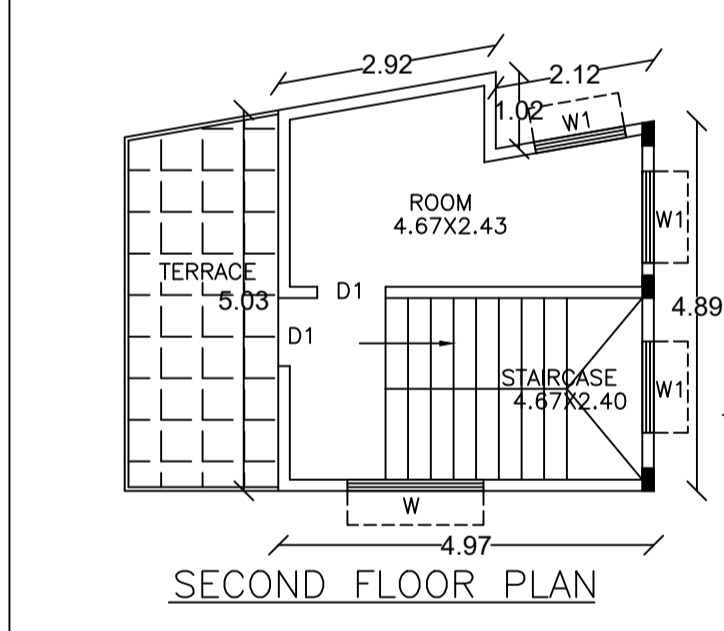 2.92
2.12
1.02
W1
ROOM
4.67X2.43
W1
TERRACE
5.03
D1
4.89
D1
STAIRCASE
4.67X2.40
W1
W
4.97
SECOND FLOOR PLAN